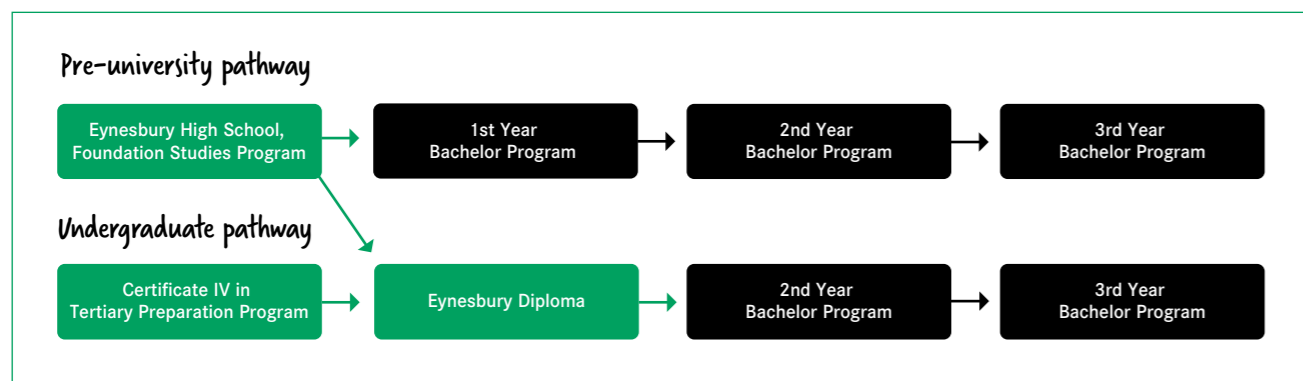 Pre-university pathway
Eynesbury High School,
Foundation Studies Program
1st Year
Bachelor Program
2nd Year
Bachelor Program
3rd Year
Bachelor Program
Undergraduate pathway
Certificate IV in
Tertiary Preparation Program
Eynesbury Diploma
2nd Year
Bachelor Program
3rd Year
Bachelor Program